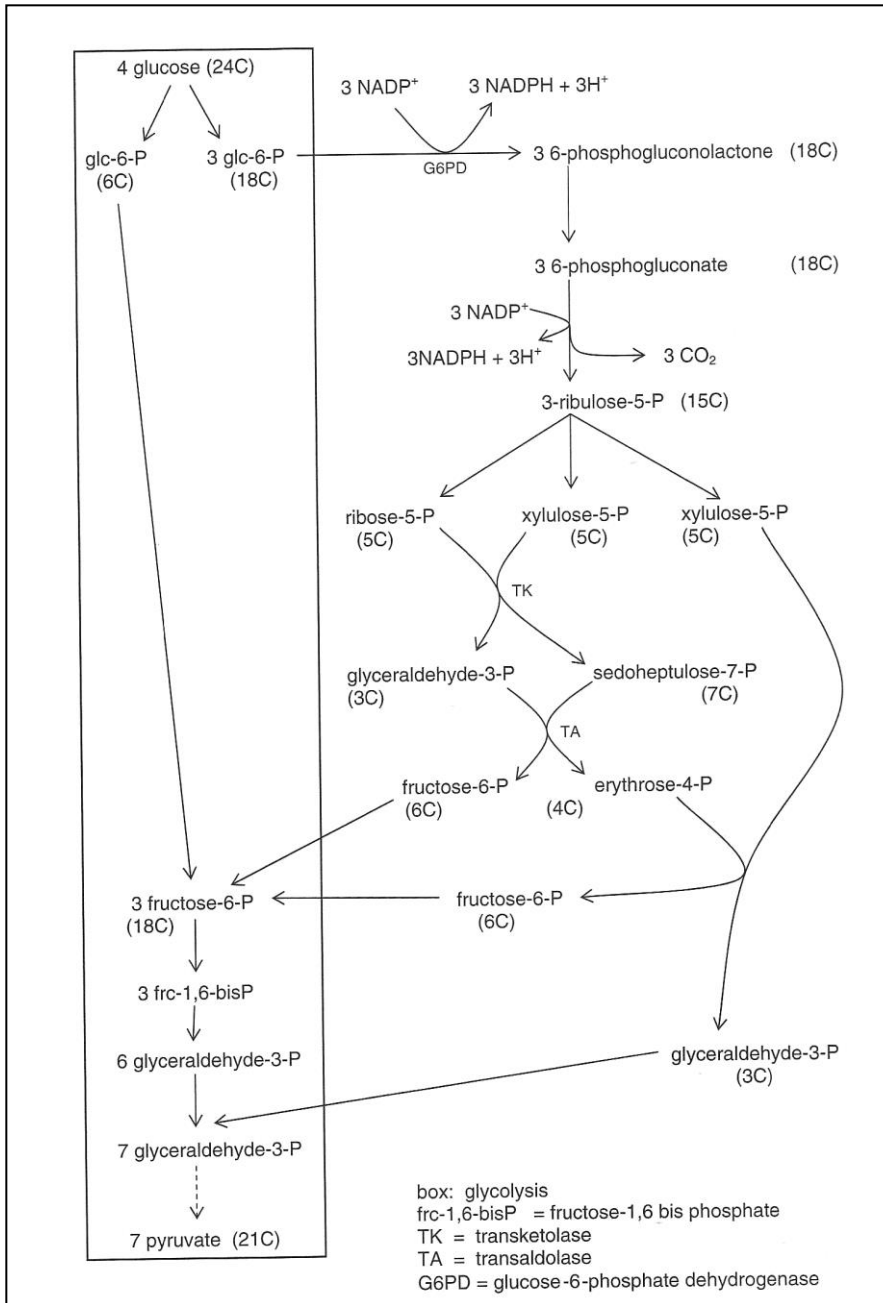 4 glucose (24C)
3 NADP⁺ 3 NADPH + 3H⁺
glc-6-P 3 glc-6-P
(6C) (18C)
G6PD
3 6-phosphogluconolactone (18C)
3 6-phosphogluconate (18C)
3 NADP⁺
3NADPH + 3H⁺ 3 CO₂
3-ribulose-5-P (15C)
ribose-5-P xylulose-5-P xylulose-5-P
(5C) (5C) (5C)
TK
glyceraldehyde-3-P sedoheptulose-7-P
(3C) (7C)
TA
fructose-6-P erythrose-4-P
(6C) (4C)
3 fructose-6-P fructose-6-P
(18C) (6C)
3 frc-1,6-bisP
6 glyceraldehyde-3-P glyceraldehyde-3-P
(3C)
7 glyceraldehyde-3-P
7 pyruvate (21C)
box: glycolysis
frc-1,6-bisP = fructose-1,6 bis phosphate
TK = transketolase
TA = transaldolase
G6PD = glucose-6-phosphate dehydrogenase